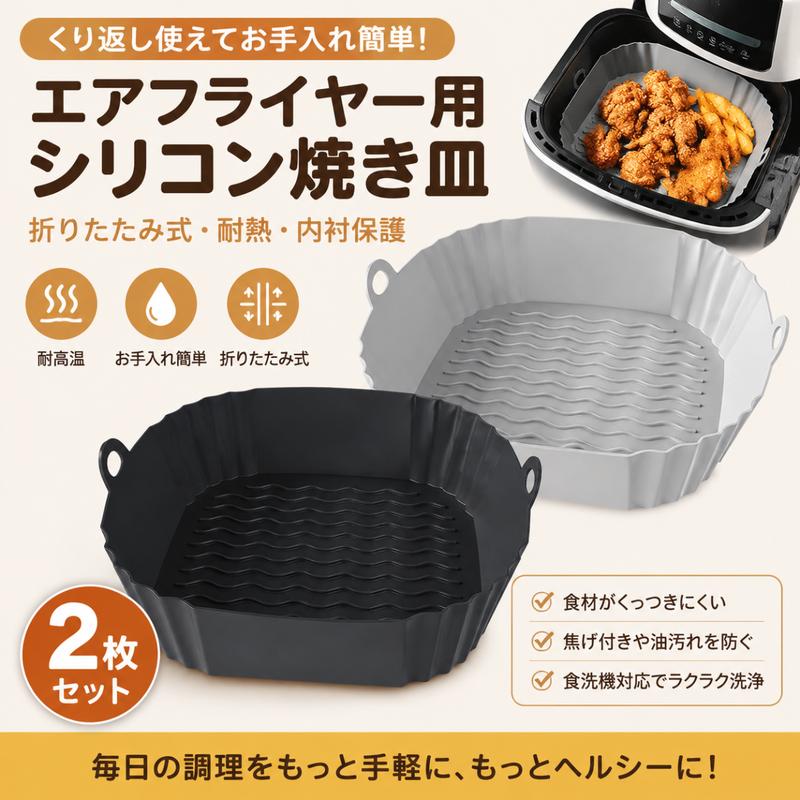 くり返し使えてお手入れ簡単!
エアフライヤー用
シリコン焼き皿
折りたたみ式・耐熱・内衬保護
耐高温
お手入れ簡単
折りたたみ式
2枚
セット
食材がくっつきにくい
焦げ付きや油汚れを防ぐ
食洗機対応でラクラク洗浄
毎日の調理をもっと手軽に、もっとヘルシーに!